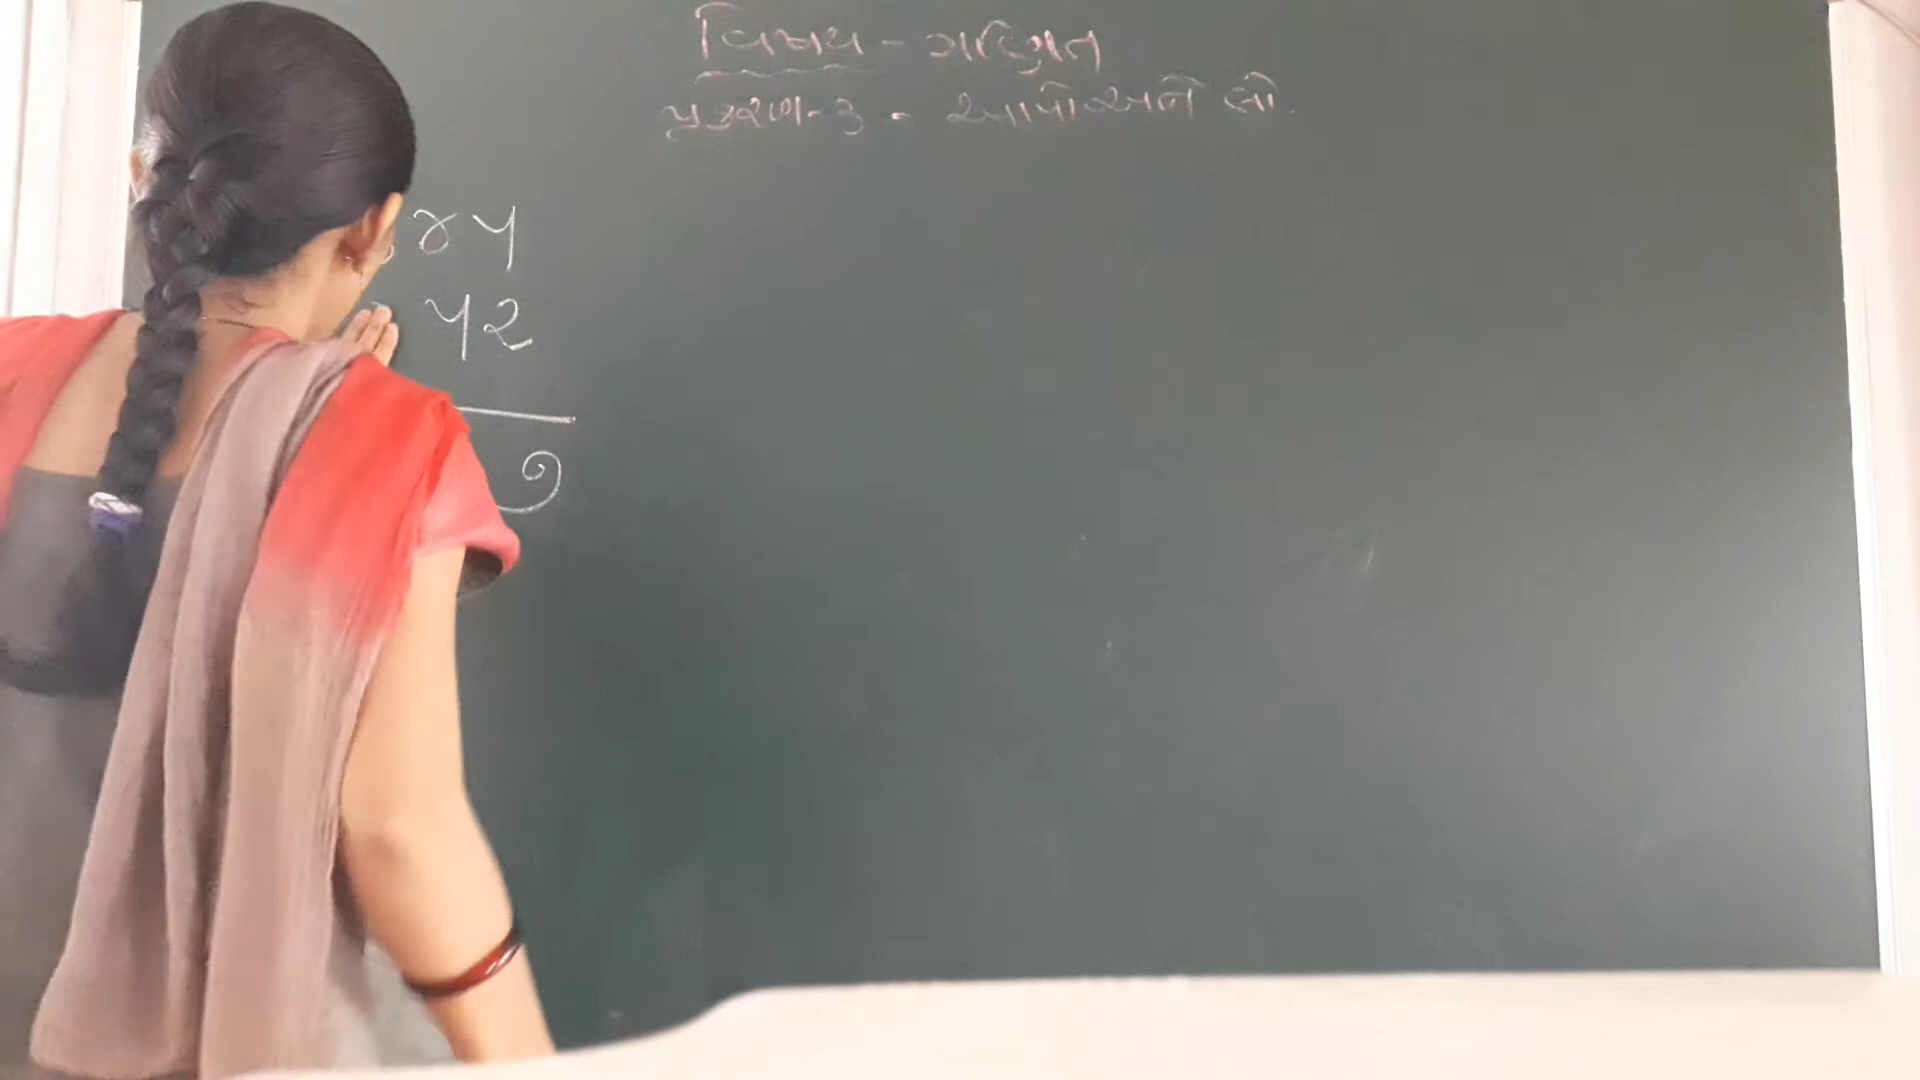 વિષય - ગણિત
પ્રકરણ-૩ - આપો અને લો.
૪૫
૫૨
૭